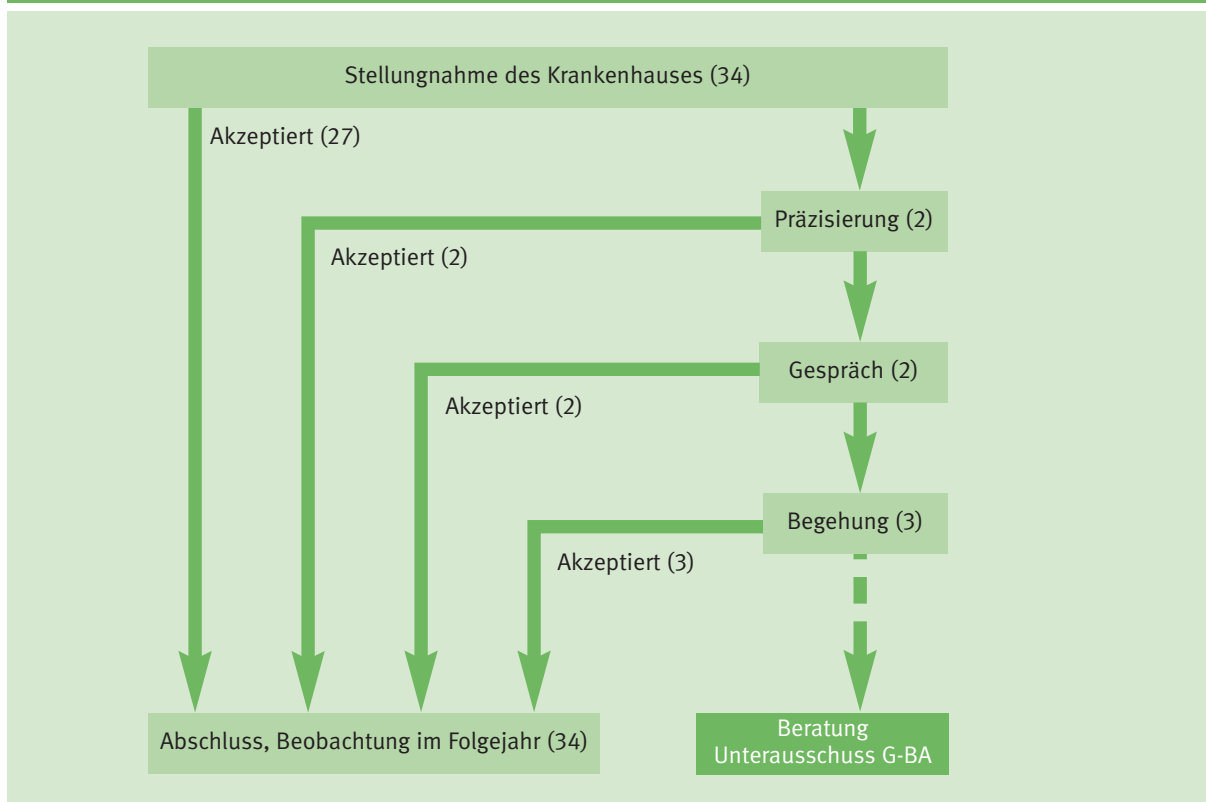 Stellungnahme des Krankenhauses (34)
Akzeptiert (27)
Präzisierung (2)
Akzeptiert (2)
Gespräch (2)
Akzeptiert (2)
Begehung (3)
Akzeptiert (3)
Abschluss, Beobachtung im Folgejahr (34)
Beratung
Unterausschuss G-BA